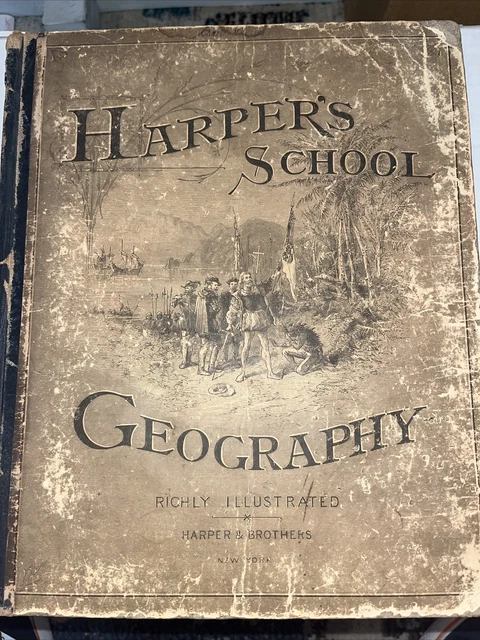 HARPER'S
SCHOOL
GEOGRAPHY
RICHLY ILLUSTRATED
HARPER & BROTHERS
NEW YORK